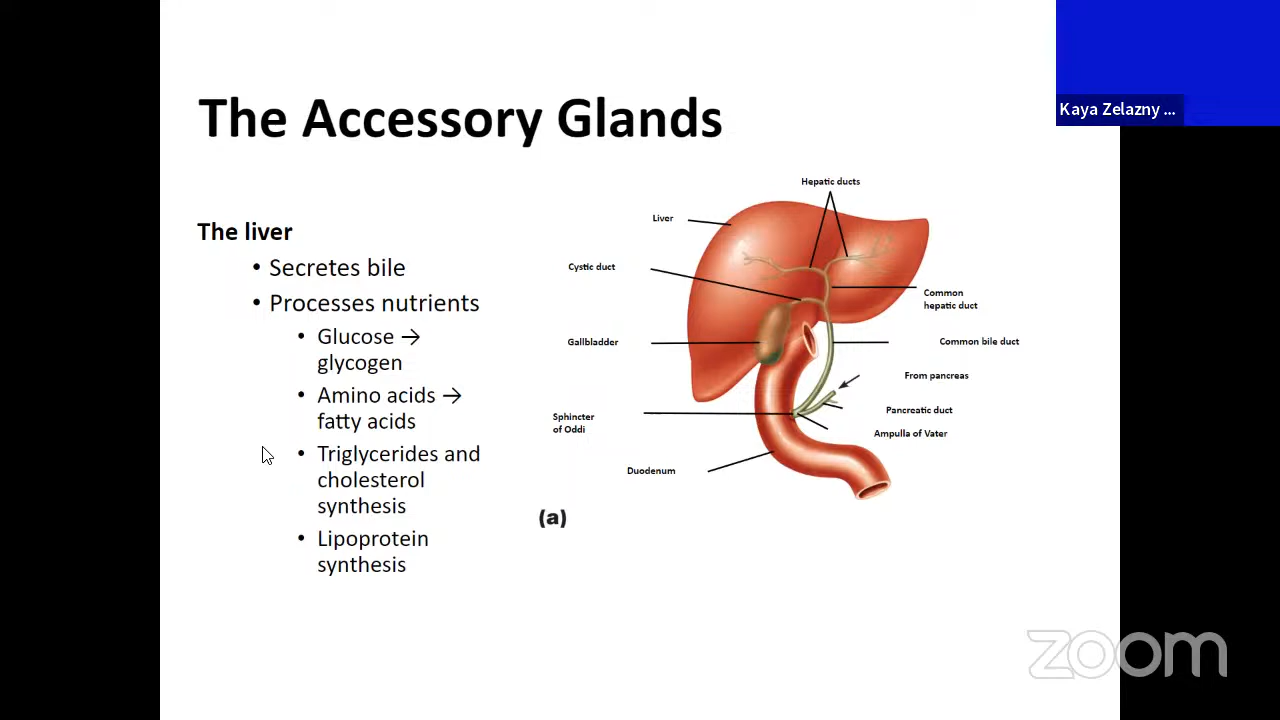 Kaya Zelazny ...
The Accessory Glands
The liver
• Secretes bile
• Processes nutrients
• Glucose →
glycogen
• Amino acids →
fatty acids
• Triglycerides and
cholesterol
synthesis
• Lipoprotein
synthesis
Hepatic ducts
Liver
Cystic duct
Common
hepatic duct
Gallbladder
Common bile duct
From pancreas
Pancreatic duct
Sphincter
of Oddi
Ampulla of Vater
Duodenum
(a)
zoom